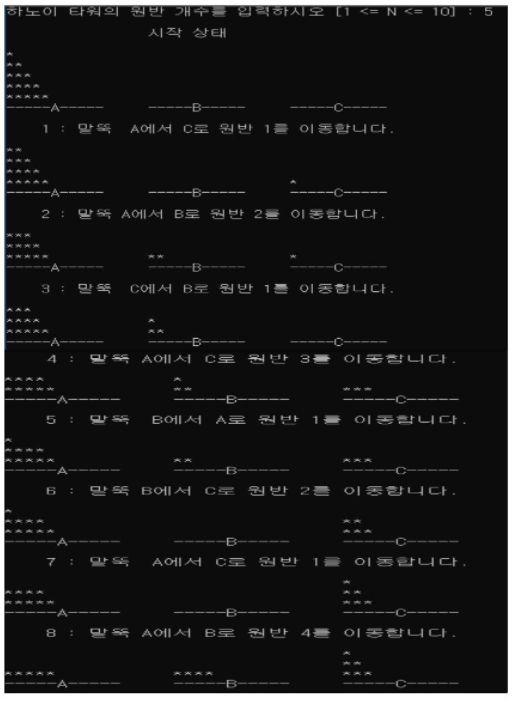 하노이 타워의 원반 개수를 입력하시오 [1 <= N <= 10] : 5
시작 상태
*
**
***
****
*****
-----A----- -----B----- -----C-----
1 : 말뚝 A에서 C로 원반 1를 이동합니다.
**
***
****
***** *
-----A----- -----B----- -----C-----
2 : 말뚝 A에서 B로 원반 2를 이동합니다.
***
****
***** ** *
-----A----- -----B----- -----C-----
3 : 말뚝 C에서 B로 원반 1를 이동합니다.
***
**** *
***** **
-----A----- -----B----- -----C-----
4 : 말뚝 A에서 C로 원반 3를 이동합니다.
**** *
***** ** ***
-----A----- -----B----- -----C-----
5 : 말뚝 B에서 A로 원반 1를 이동합니다.
*
****
***** ** ***
-----A----- -----B----- -----C-----
6 : 말뚝 B에서 C로 원반 2를 이동합니다.
*
**** **
***** ***
-----A----- -----B----- -----C-----
7 : 말뚝 A에서 C로 원반 1를 이동합니다.
*
**** **
***** ***
-----A----- -----B----- -----C-----
8 : 말뚝 A에서 B로 원반 4를 이동합니다.
*
**
***** **** ***
-----A----- -----B----- -----C-----